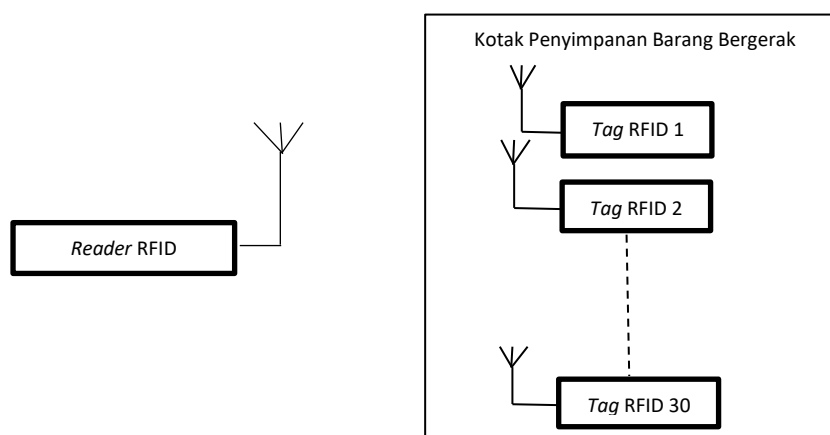 Kotak Penyimpanan Barang Bergerak
Tag RFID 1
Tag RFID 2
Reader RFID
Tag RFID 30